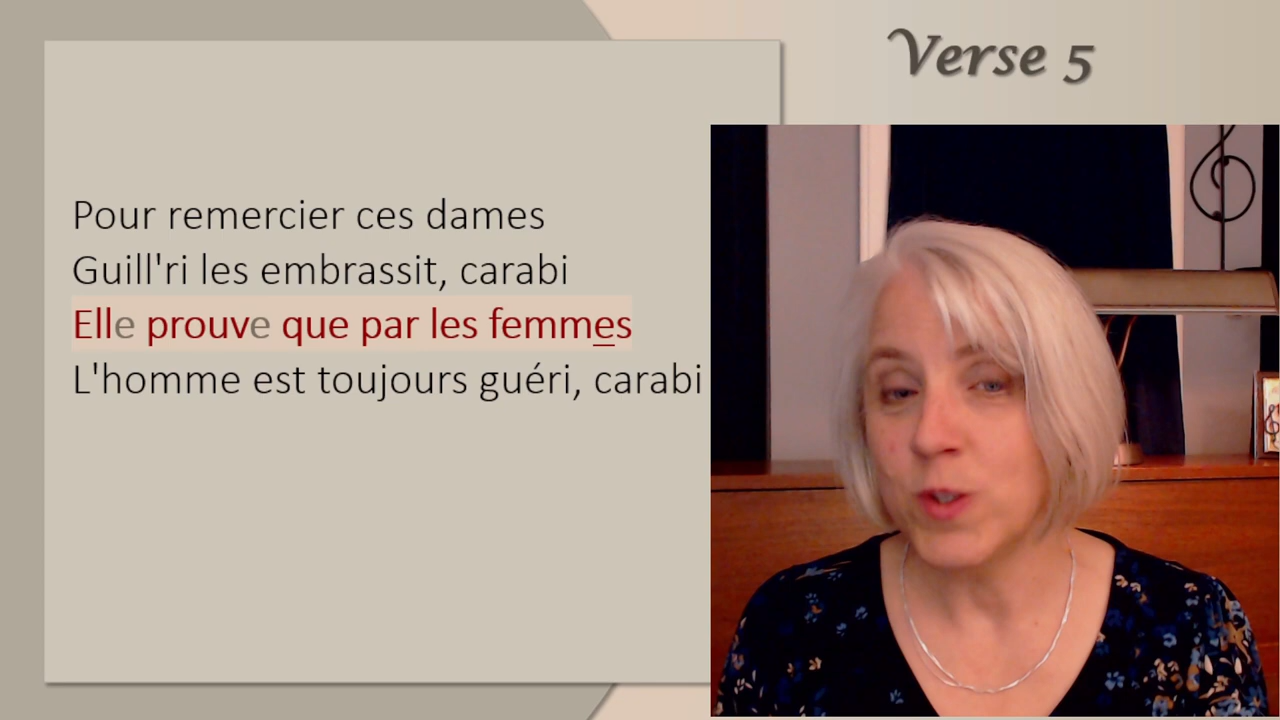 Verse 5
Pour remercier ces dames
Guill'ri les embrassit, carabi
Elle prouve que par les femmes
L'homme est toujours guéri, carabi